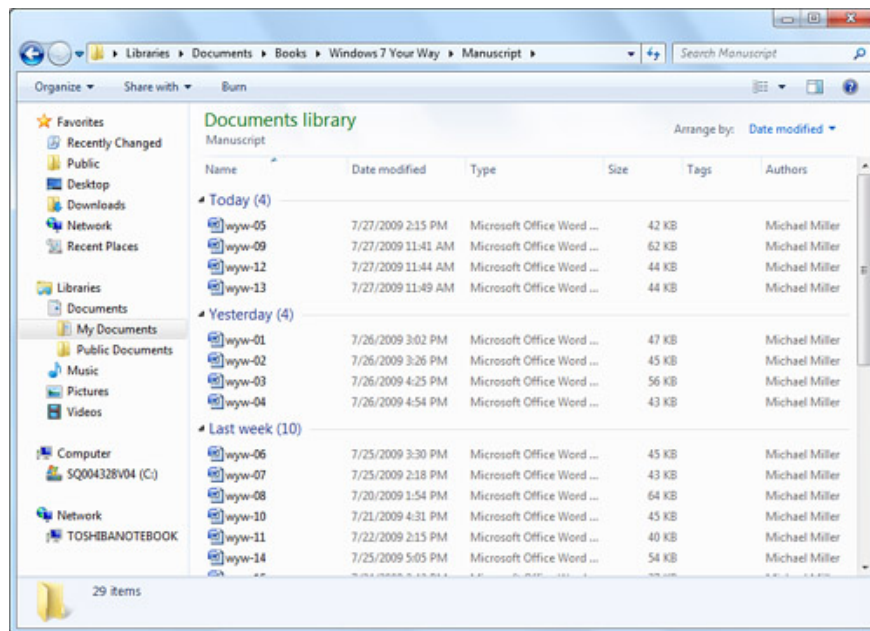 Libraries Documents Books Windows 7 Your Way Manuscript Search Manuscript
Organize Share with Burn
Favorites
Recently Changed
Public
Desktop
Downloads
Network
Recent Places
Libraries
Documents
My Documents
Public Documents
Music
Pictures
Videos
Computer
SQ004328V04 (C:)
Network
TOSHIBANOTEBOOK
Documents library
Manuscript
Arrange by: Date modified
Name Date modified Type Size Tags Authors
Today (4)
wyw-05 7/27/2009 2:15 PM Microsoft Office Word ... 42 KB Michael Miller
wyw-09 7/27/2009 11:41 AM Microsoft Office Word ... 62 KB Michael Miller
wyw-12 7/27/2009 11:44 AM Microsoft Office Word ... 44 KB Michael Miller
wyw-13 7/27/2009 11:49 AM Microsoft Office Word ... 44 KB Michael Miller
Yesterday (4)
wyw-01 7/26/2009 3:02 PM Microsoft Office Word ... 47 KB Michael Miller
wyw-02 7/26/2009 3:26 PM Microsoft Office Word ... 45 KB Michael Miller
wyw-03 7/26/2009 4:25 PM Microsoft Office Word ... 56 KB Michael Miller
wyw-04 7/26/2009 4:54 PM Microsoft Office Word ... 43 KB Michael Miller
Last week (10)
wyw-06 7/25/2009 3:30 PM Microsoft Office Word ... 45 KB Michael Miller
wyw-07 7/25/2009 2:18 PM Microsoft Office Word ... 43 KB Michael Miller
wyw-08 7/20/2009 1:54 PM Microsoft Office Word ... 64 KB Michael Miller
wyw-10 7/21/2009 4:31 PM Microsoft Office Word ... 45 KB Michael Miller
wyw-11 7/22/2009 2:15 PM Microsoft Office Word ... 40 KB Michael Miller
wyw-14 7/25/2009 5:05 PM Microsoft Office Word ... 54 KB Michael Miller
29 items